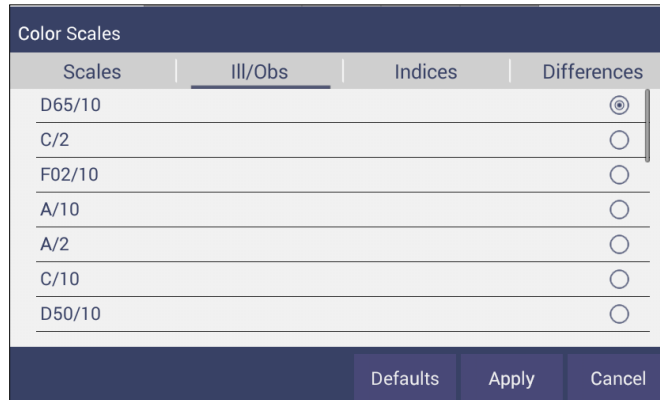 Color Scales
Scales Ill/Obs Indices Differences
D65/10
C/2
F02/10
A/10
A/2
C/10
D50/10
Defaults Apply Cancel